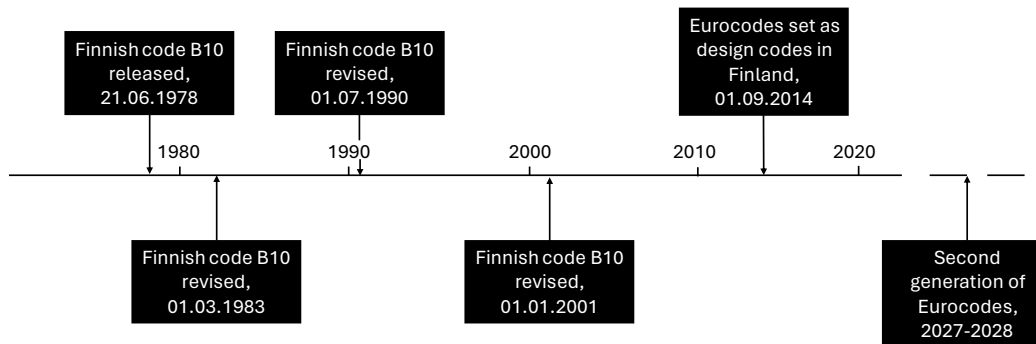 Finnish code B10
released,
21.06.1978
Finnish code B10
revised,
01.07.1990
Eurocodes set as
design codes in
Finland,
01.09.2014
1980
1990
2000
2010
2020
Finnish code B10
revised,
01.03.1983
Finnish code B10
revised,
01.01.2001
Second
generation of
Eurocodes,
2027-2028